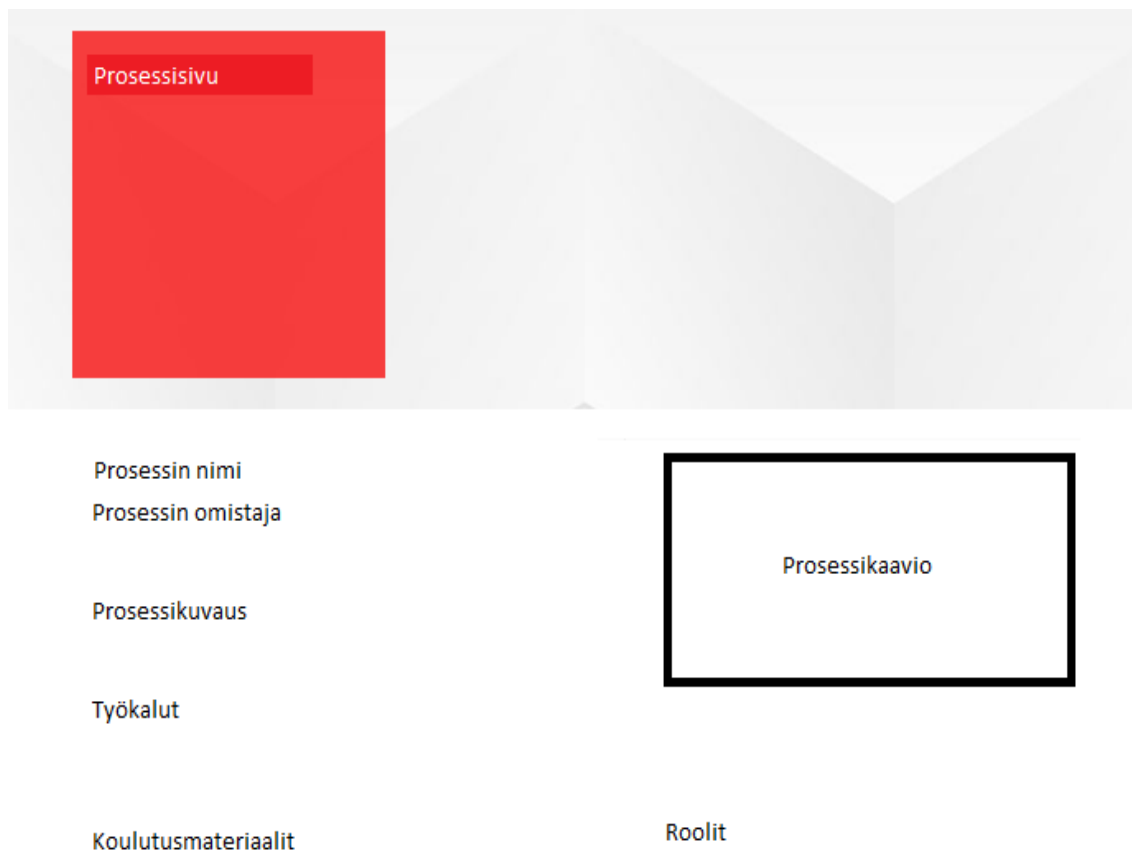 Prosessisivu
Prosessin nimi
Prosessin omistaja
Prosessikuvaus
Työkalut
Koulutusmateriaalit
Prosessikaavio
Roolit